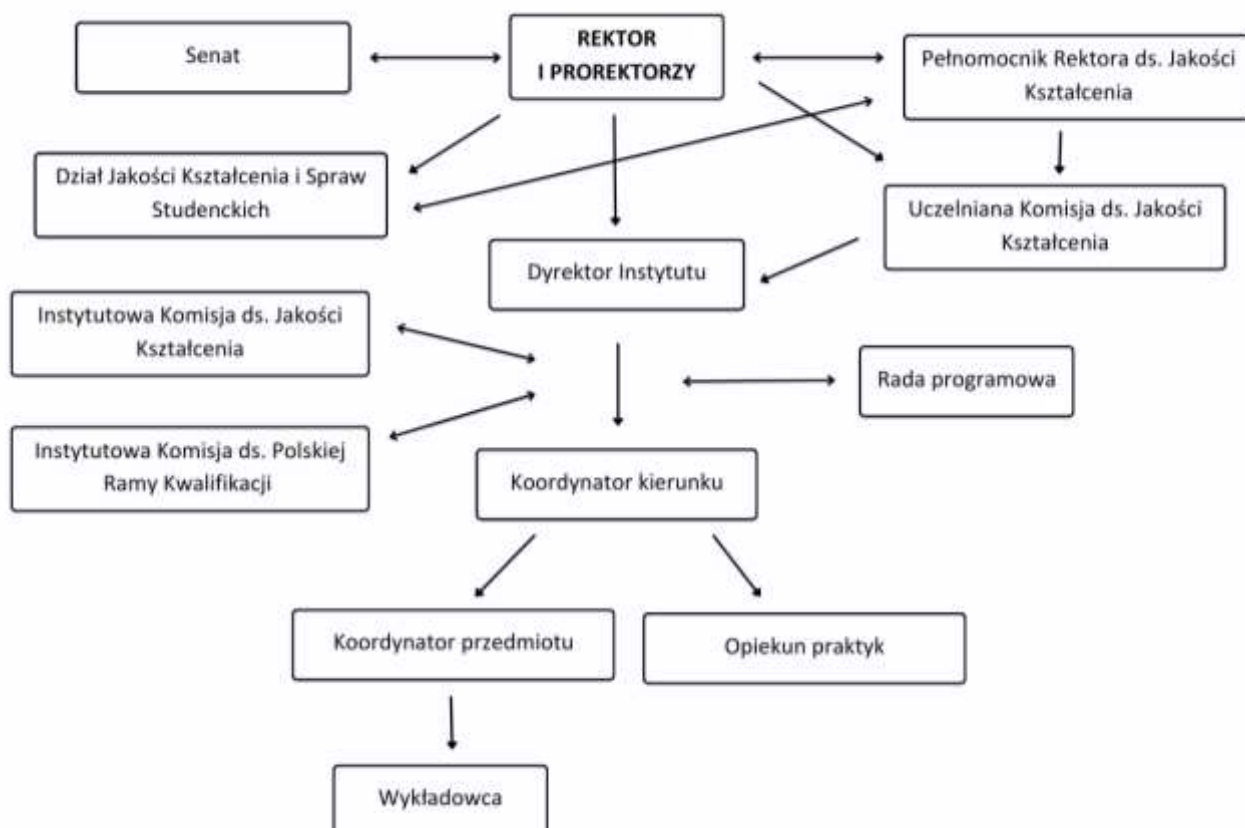 Senat
REKTOR
I PROREKTORZY
Pełnomocnik Rektora ds. Jakości
Kształcenia
Dział Jakości Kształcenia i Spraw
Studenckich
Uczelniana Komisja ds. Jakości
Kształcenia
Dyrektor Instytutu
Instytutowa Komisja ds. Jakości
Kształcenia
Rada programowa
Instytutowa Komisja ds. Polskiej
Ramy Kwalifikacji
Koordynator kierunku
Koordynator przedmiotu
Opiekun praktyk
Wykładowca